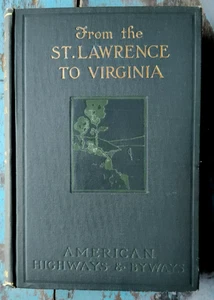 From the
ST. LAWRENCE
TO VIRGINIA
AMERICAN
HIGHWAYS & BYWAYS